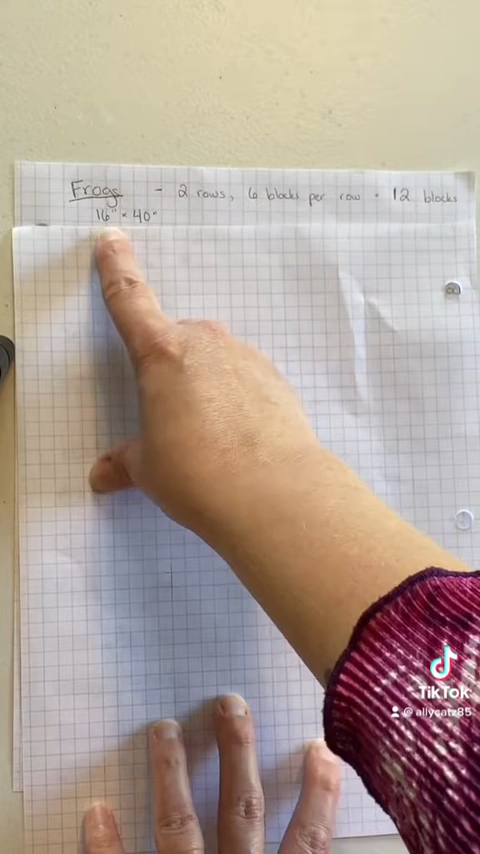 Frogs - 2 rows, 6 blocks per row = 12 blocks
16" x 40"
TikTok
@allycatz85